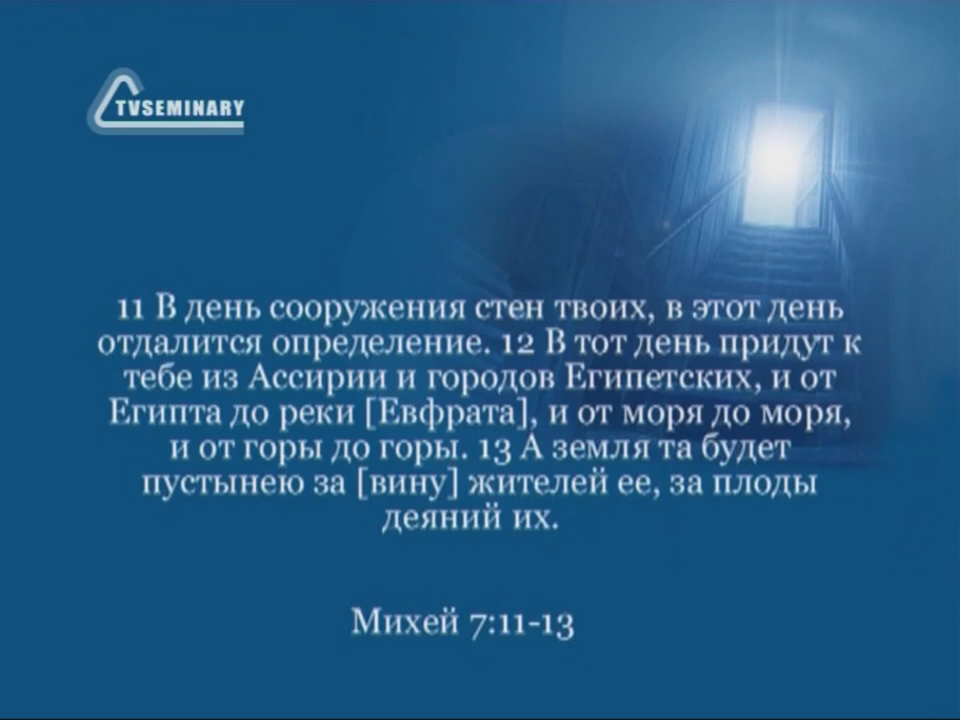 TVSEMINARY
11 В день сооружения стен твоих, в этот день
отдалится определение. 12 В тот день придут к
тебе из Ассирии и городов Египетских, и от
Египта до реки [Евфрата], и от моря до моря,
и от горы до горы. 13 А земля та будет
пустынею за [вину] жителей ее, за плоды
деяний их.
Михей 7:11-13